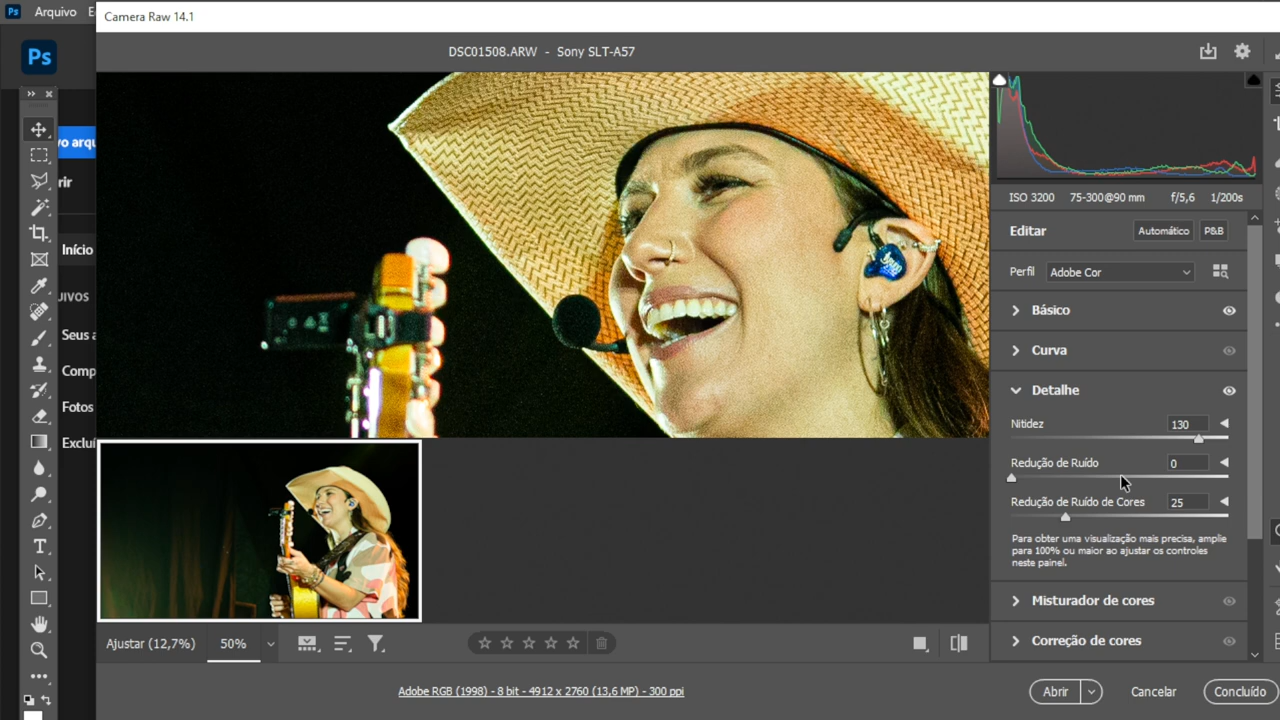 Ps Arquivo E
Camera Raw 14.1
DSC01508.ARW - Sony SLT-A57
Ps
vo arqu
rir
Início
UIVOS
Seus a
Comp
Fotos
Excluí
ISO 3200 75-300@90 mm f/5,6 1/200s
Editar Automático P&B
Perfil Adobe Cor
Básico
Curva
Detalhe
Nitidez 130
Redução de Ruído 0
Redução de Ruído de Cores 25
Para obter uma visualização mais precisa, amplie
para 100% ou maior ao ajustar os controles
neste painel.
Misturador de cores
Correção de cores
Ajustar (12,7%) 50%
Adobe RGB (1998) - 8 bit - 4912 x 2760 (13,6 MP) - 300 ppi
Abrir Cancelar Concluído